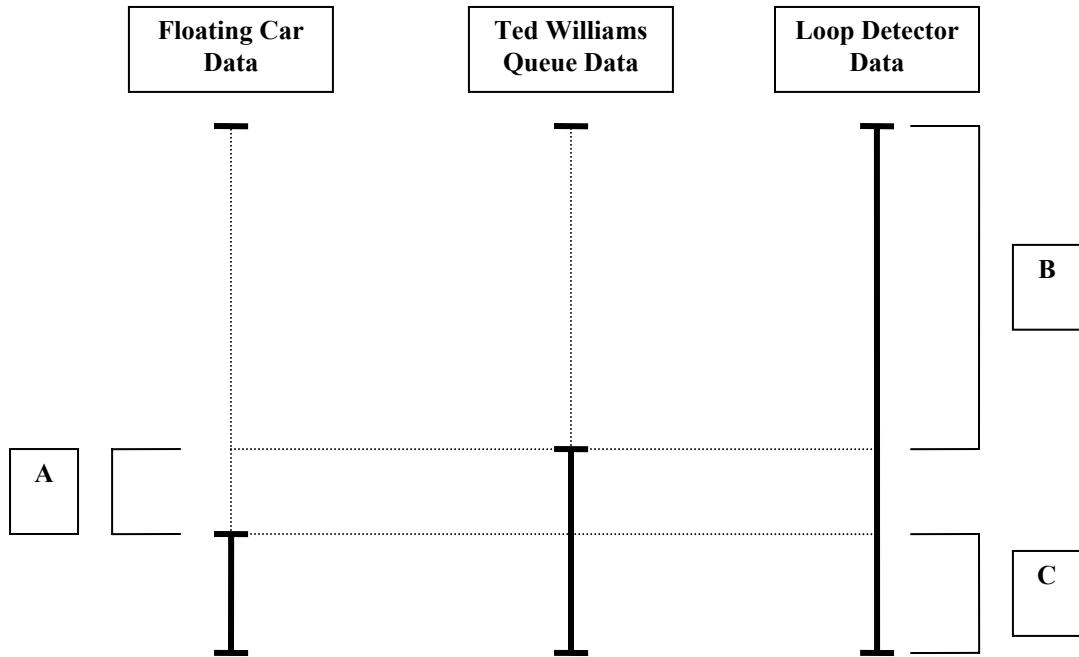 Floating Car
Data
Ted Williams
Queue Data
Loop Detector
Data
B
A
C